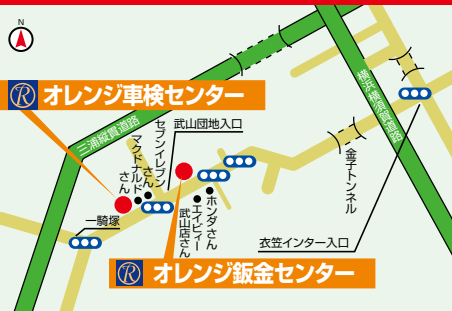 N
オレンジ車検センター
三浦縦貫道路
横浜横須賀道路
武山団地入口
セブンイレブン
さん
マクドナルド
さん
金子トンネル
一騎塚
ホンダさん
エイビィー
武山店さん
衣笠インター入口
オレンジ鈑金センター
R
R